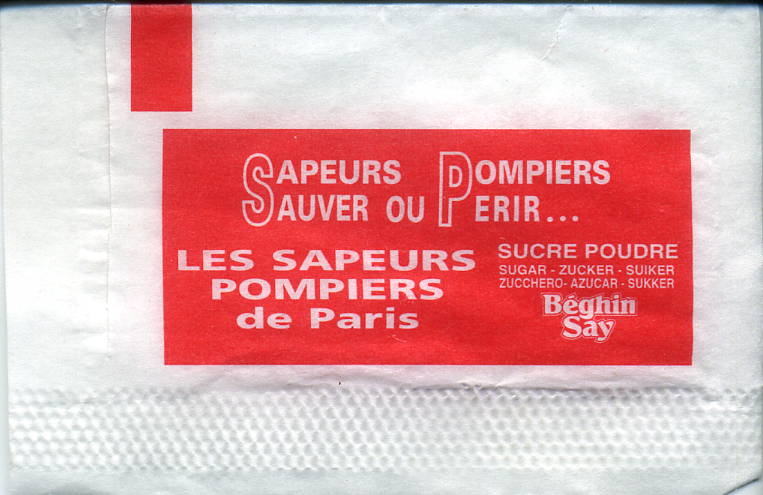 SAPEURS POMPIERS
SAUVER OU PERIR...
LES SAPEURS
POMPIERS
de Paris
SUCRE POUDRE
SUGAR - ZUCKER - SUIKER
ZUCCHERO - AZUCAR - SUKKER
Béghin
Say